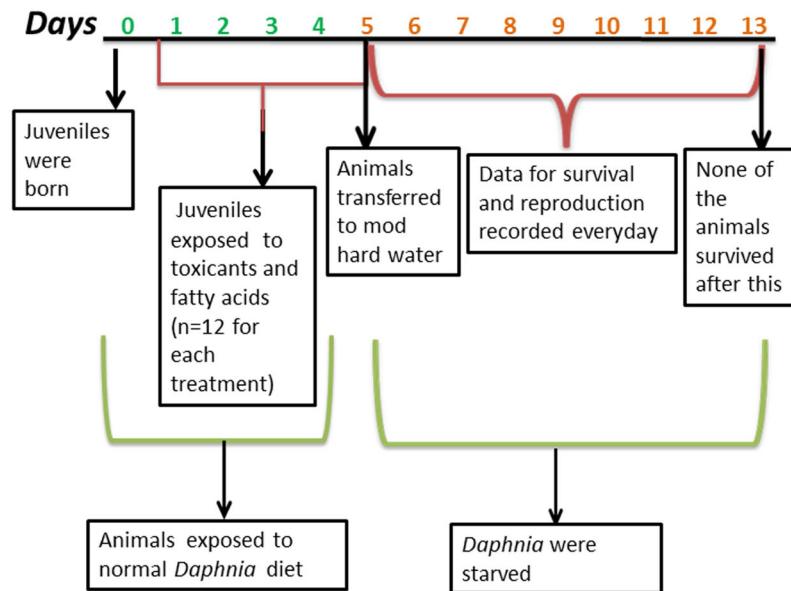 Days 0 1 2 3 4 5 6 7 8 9 10 11 12 13
Juveniles
were
born
Juveniles
exposed to
toxicants and
fatty acids
(n=12 for
each
treatment)
Animals
transferred
to mod
hard water
Data for survival
and reproduction
recorded everyday
None of
the
animals
survived
after this
Animals exposed to
normal Daphnia diet
Daphnia were
starved